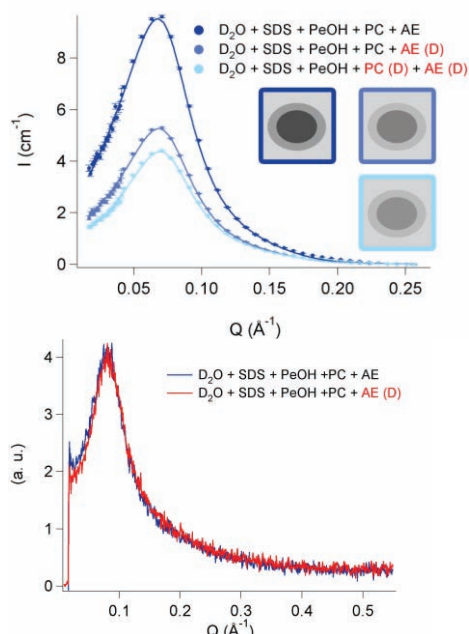 D₂O + SDS + PeOH + PC + AE
D₂O + SDS + PeOH + PC + AE (D)
D₂O + SDS + PeOH + PC (D) + AE (D)
I (cm⁻¹)
8
6
4
2
0
0.05 0.10 0.15 0.20 0.25
Q (Å⁻¹)
D₂O + SDS + PeOH +PC + AE
D₂O + SDS + PeOH +PC + AE (D)
(a. u.)
4
3
2
1
0
0.1 0.2 0.3 0.4 0.5
Q (Å⁻¹)